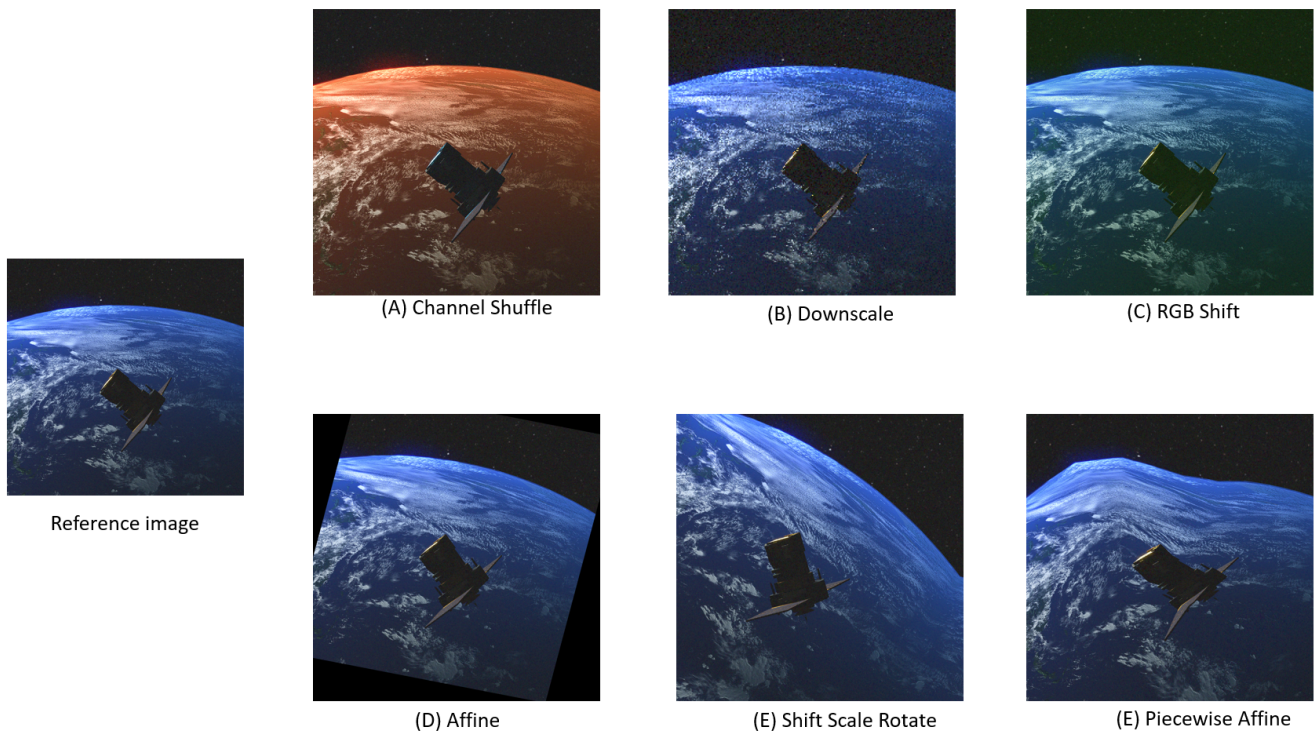 (A) Channel Shuffle
(B) Downscale
(C) RGB Shift
Reference image
(D) Affine
(E) Shift Scale Rotate
(E) Piecewise Affine